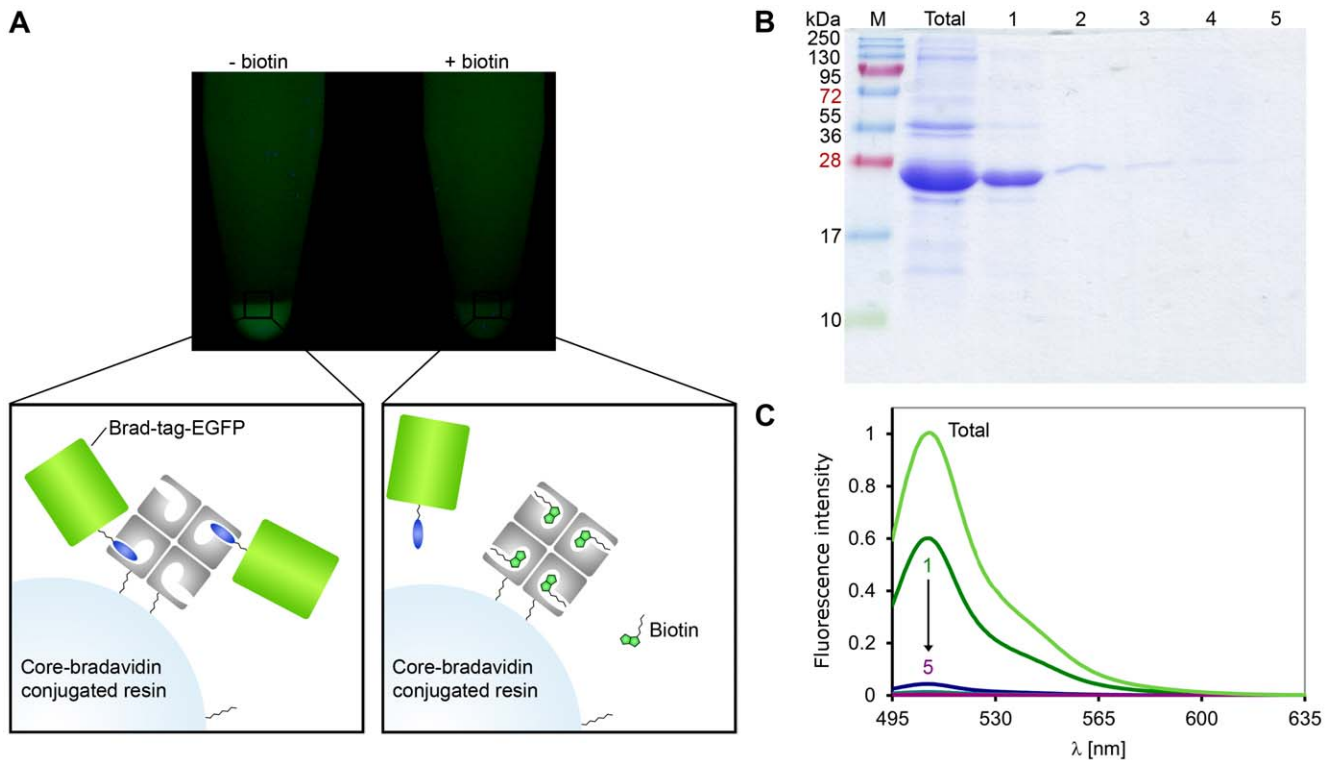 A
- biotin
+ biotin
Brad-tag-EGFP
Core-bradavidin
conjugated resin
Core-bradavidin
conjugated resin
Biotin
B
kDa M Total 1 2 3 4 5
250
130
95
72
55
36
28
17
10
C
Fluorescence intensity
1
0.8
0.6
0.4
0.2
0
Total
1
5
495 530 565 600 635
λ [nm]